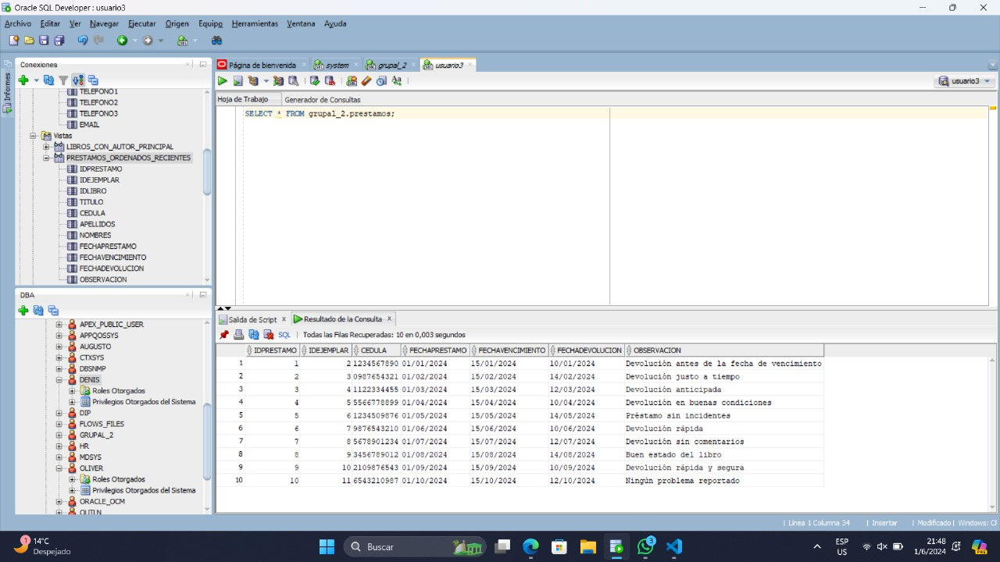 Oracle SQL Developer : usuario3
Archivo Editar Ver Navegar Ejecutar Origen Equipo Herramientas Ventana Ayuda
Informes
Conexiones
TELEFONO1
TELEFONO2
TELEFONO3
EMAIL
Vistas
LIBROS_CON_AUTOR_PRINCIPAL
PRESTAMOS_ORDENADOS_RECIENTES
IDPRESTAMO
IDEJEMPLAR
IDLIBRO
TITULO
CEDULA
APELLIDOS
NOMBRES
FECHAPRESTAMO
FECHAVENCIMIENTO
FECHADEVOLUCION
OBSERVACION
DBA
APEX_PUBLIC_USER
APPQOSSYS
AUGUSTO
CTXSYS
DBSNMP
DENIS
Roles Otorgados
Privilegios Otorgados del Sistema
DIP
FLOWS_FILES
GRUPAL_2
HR
MDSYS
OLIVER
Roles Otorgados
Privilegios Otorgados del Sistema
ORACLE_OCM
OUTLN
Página de bienvenida system grupal_2 usuario3
usuario3
Hoja de Trabajo Generador de Consultas
SELECT * FROM grupal_2.prestamos;
Salida de Script x Resultado de la Consulta x
SQL | Todas las Filas Recuperadas: 10 en 0,003 segundos
IDPRESTAMO IDEJEMPLAR CEDULA FECHAPRESTAMO FECHAVENCIMIENTO FECHADEVOLUCION OBSERVACION
1 1 2 1234567890 01/01/2024 15/01/2024 10/01/2024 Devolución antes de la fecha de vencimiento
2 2 3 0987654321 01/02/2024 15/02/2024 14/02/2024 Devolución justo a tiempo
3 3 4 1122334455 01/03/2024 15/03/2024 12/03/2024 Devolución anticipada
4 4 5 5566778899 01/04/2024 15/04/2024 10/04/2024 Devolución en buenas condiciones
5 5 6 1234509876 01/05/2024 15/05/2024 14/05/2024 Préstamo sin incidentes
6 6 7 9876543210 01/06/2024 15/06/2024 10/06/2024 Devolución rápida
7 7 8 5678901234 01/07/2024 15/07/2024 12/07/2024 Devolución sin comentarios
8 8 9 3456789012 01/08/2024 15/08/2024 14/08/2024 Buen estado del libro
9 9 10 2109876543 01/09/2024 15/09/2024 10/09/2024 Devolución rápida y segura
10 10 11 6543210987 01/10/2024 15/10/2024 12/10/2024 Ningún problema reportado
| Línea 1 Columna 34 | Insertar | Modificado | Windows: Cl
1
14°C
Despejado
Buscar
3
ESP
MU
21:48
1/6/2024
PRE